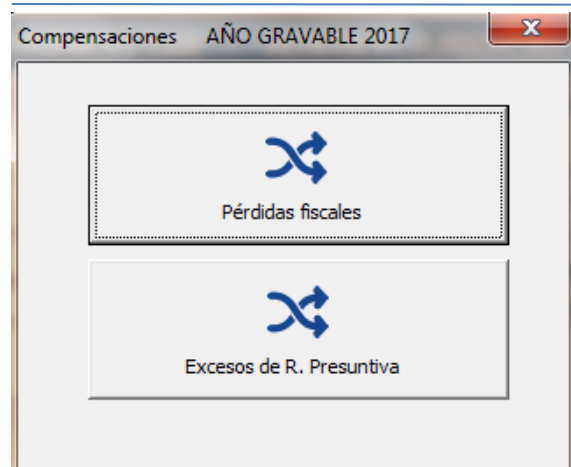 Compensaciones AÑO GRAVABLE 2017
Pérdidas fiscales
Excesos de R. Presuntiva